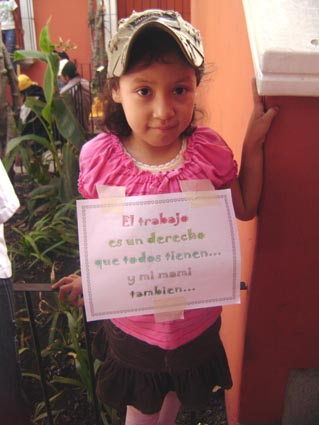 El trabajo
es un derecho
que todos tienen...
y mi mami
tambien...